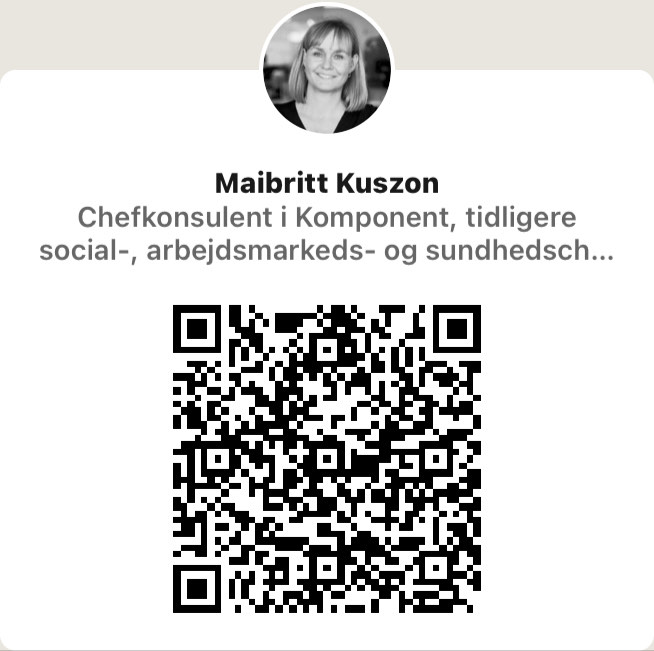 Maibritt Kuszon
Chefkonsulent i Komponent, tidligere
social-, arbejdsmarkeds- og sundhedsch...